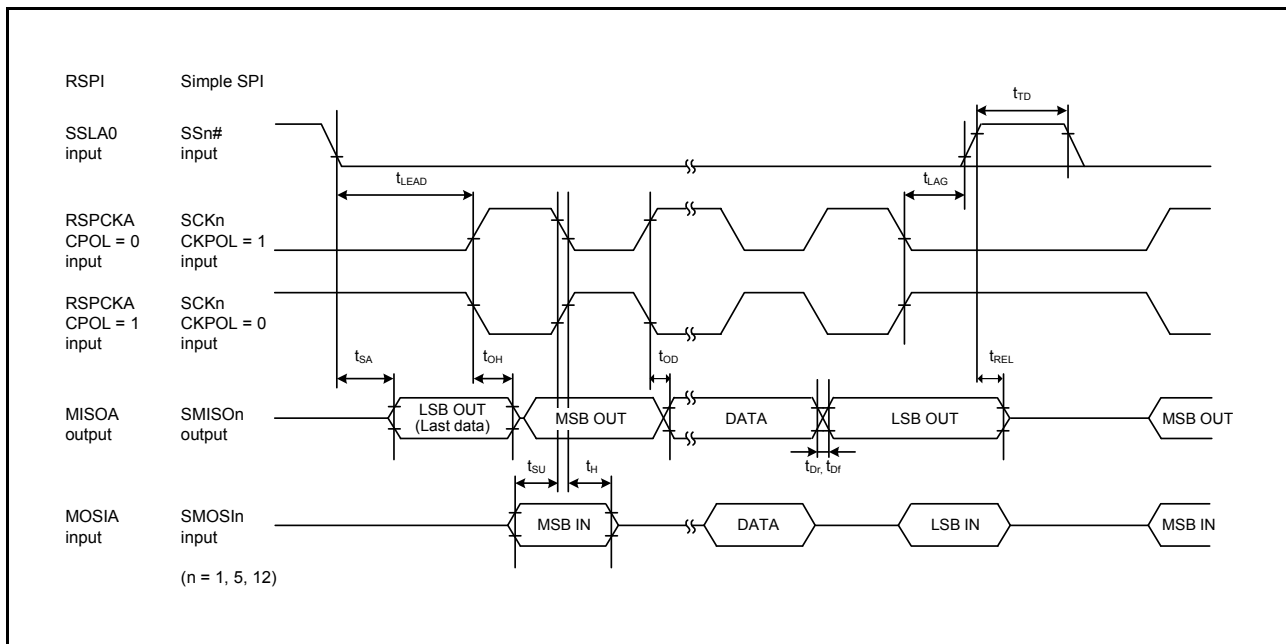 RSPI Simple SPI
tTD
SSLA0 SSn#
input input
tLEAD tLAG
RSPCKA SCKn
CPOL = 0 CKPOL = 1
input input
RSPCKA SCKn
CPOL = 1 CKPOL = 0
input input
tSA tOH tOD tREL
MISOA SMISOn
output output
LSB OUT
(Last data)
MSB OUT DATA LSB OUT MSB OUT
tSU tH tDr, tDf
MOSIA SMOSIn
input input
MSB IN DATA LSB IN MSB IN
(n = 1, 5, 12)